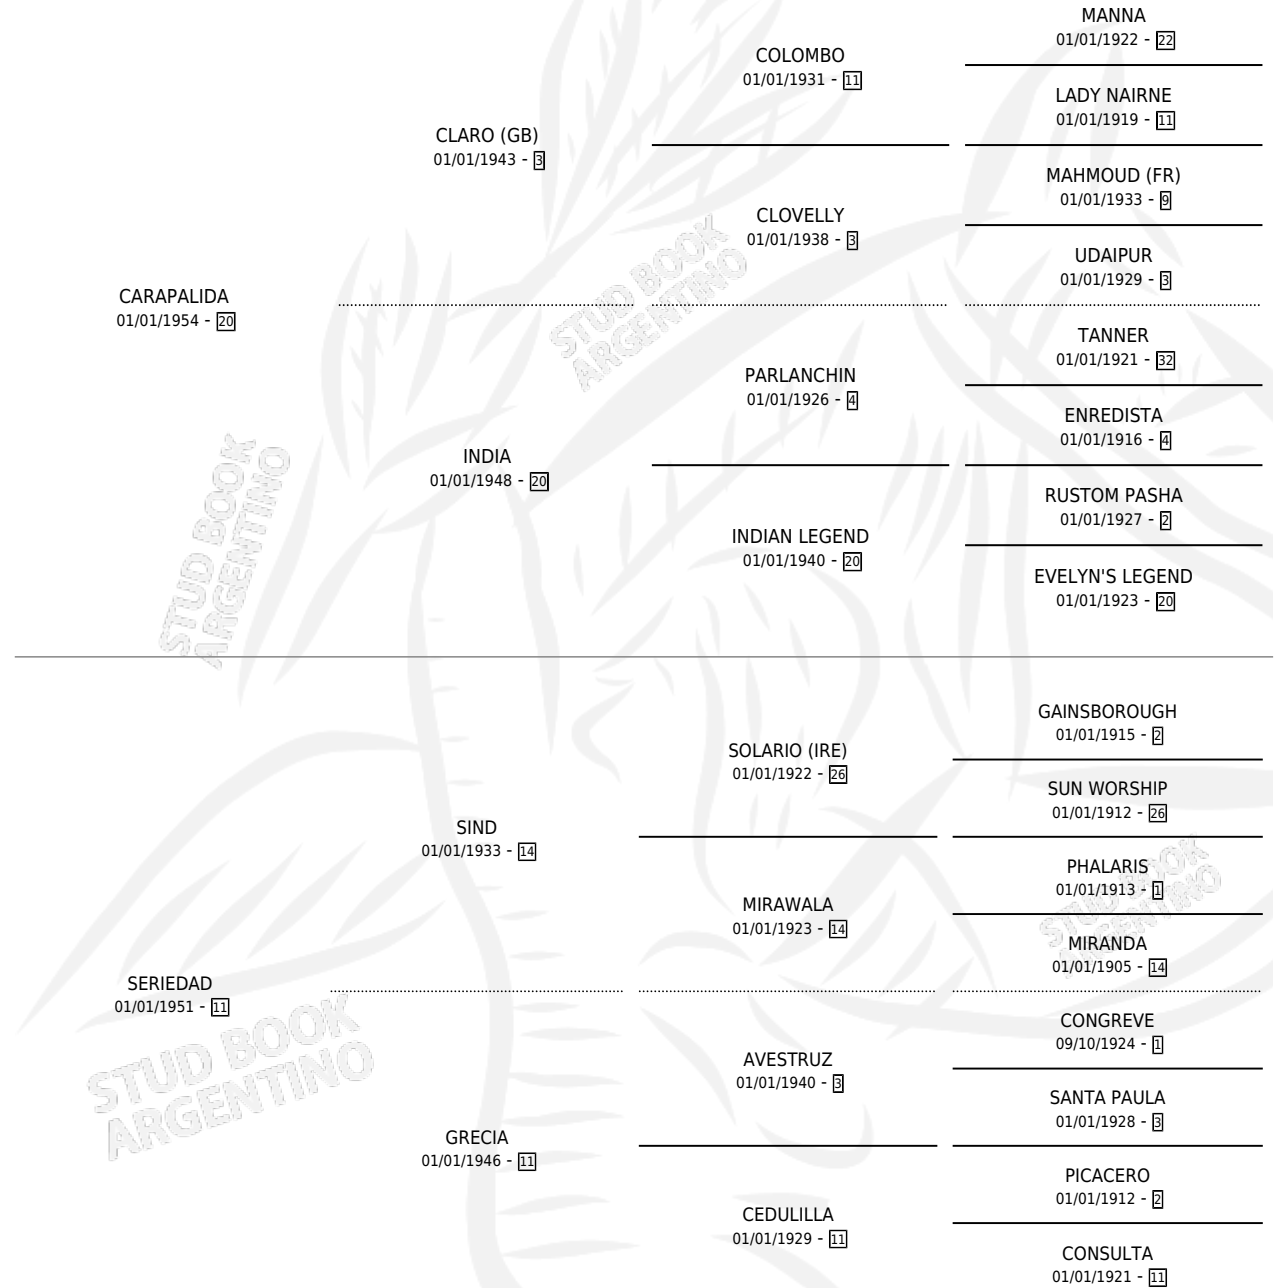 MANNA
01/01/1922 - 22
COLOMBO
01/01/1931 - 11
LADY NAIRNE
01/01/1919 - 11
CLARO (GB)
01/01/1943 - 3
MAHMOUD (FR)
01/01/1933 - 9
CLOVELLY
01/01/1938 - 3
UDAIPUR
01/01/1929 - 3
CARAPALIDA
01/01/1954 - 20
TANNER
01/01/1921 - 32
PARLANCHIN
01/01/1926 - 4
ENREDISTA
01/01/1916 - 4
INDIA
01/01/1948 - 20
RUSTOM PASHA
01/01/1927 - 2
INDIAN LEGEND
01/01/1940 - 20
EVELYN'S LEGEND
01/01/1923 - 20
STUD BOOK
ARGENTINO
STUD BOOK
ARGENTINO
GAINSBOROUGH
01/01/1915 - 2
SOLARIO (IRE)
01/01/1922 - 26
SUN WORSHIP
01/01/1912 - 26
SIND
01/01/1933 - 14
PHALARIS
01/01/1913 - 1
MIRAWALA
01/01/1923 - 14
MIRANDA
01/01/1905 - 14
SERIEDAD
01/01/1951 - 11
CONGREVE
09/10/1924 - 1
AVESTRUZ
01/01/1940 - 3
SANTA PAULA
01/01/1928 - 3
GRECIA
01/01/1946 - 11
PICACERO
01/01/1912 - 2
CEDULILLA
01/01/1929 - 11
CONSULTA
01/01/1921 - 11
STUD BOOK
ARGENTINO
STUD BOOK
ARGENTINO